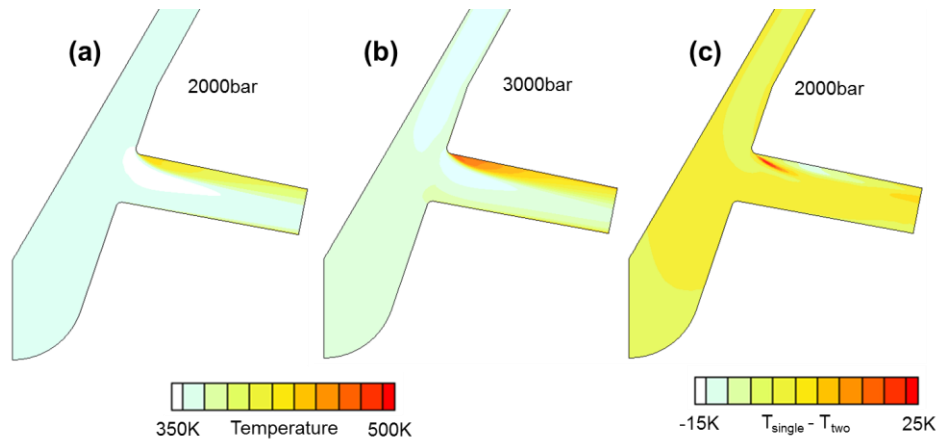 (a) (b) (c)
2000bar 3000bar 2000bar
350K Temperature 500K -15K T_single - T_two 25K